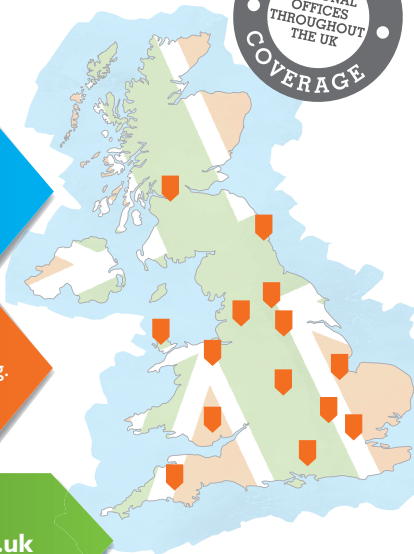 OFFICES
THROUGHOUT
THE UK
COVERAGE
g.
.uk